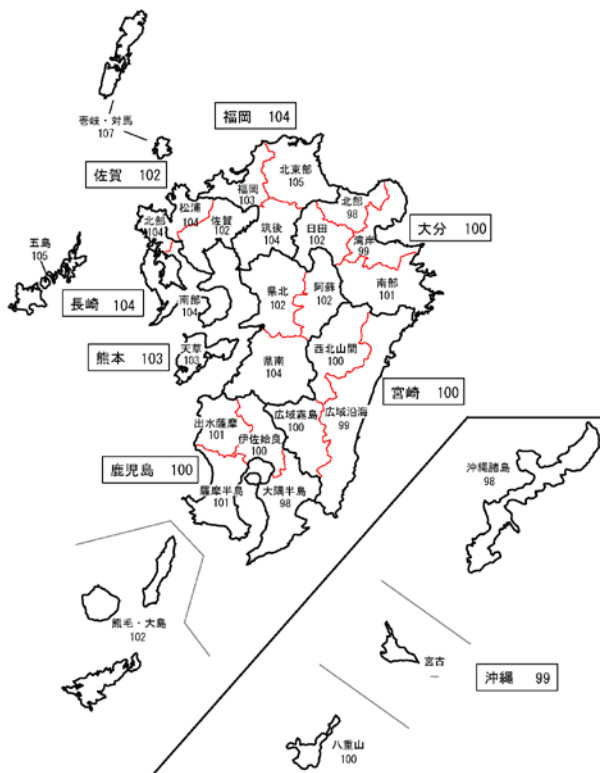 壱岐・対馬
107
福岡 104
佐賀 102
北東部
105
福岡
103
松浦
104
北部
104
佐賀
102
筑後
104
日田
102
北部
98
大分 100
湾岸
99
五島
105
南部
101
長崎 104
南部
104
県北
102
阿蘇
102
熊本 103
天草
103
県南
104
西北山間
100
宮崎 100
出水薩摩
101
伊佐姶良
100
広域霧島
100
広域沿海
99
鹿児島 100
薩摩半島
101
大隅半島
98
沖縄諸島
98
熊毛・大島
102
宮古
－
沖縄 99
八重山
100